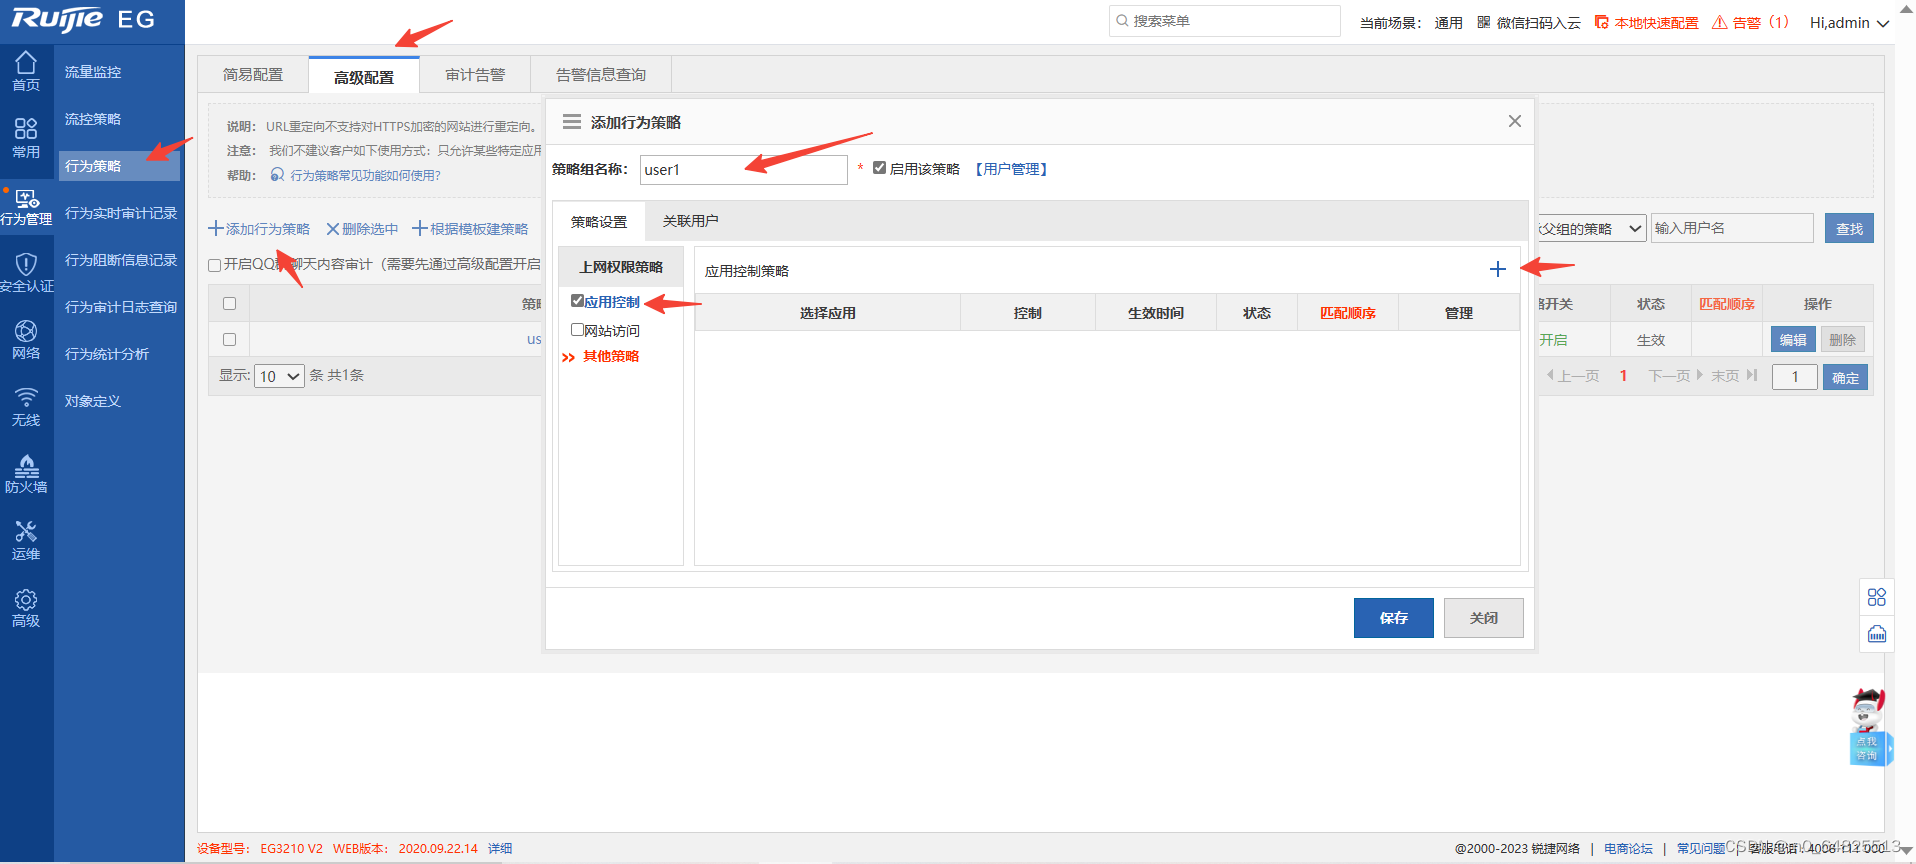 Ruijie EG
搜索菜单
当前场景： 通用 微信扫码入云 本地快速配置 告警（1） Hi,admin
首页
常用
行为管理
安全认证
网络
无线
防火墙
运维
高级
流量监控
流控策略
行为策略
行为实时审计记录
行为阻断信息记录
行为审计日志查询
行为统计分析
对象定义
简易配置 高级配置 审计告警 告警信息查询
说明： URL重定向不支持对HTTPS加密的网站进行重定向。
注意： 我们不建议客户如下使用方式：只允许某些特定应用
帮助： 行为策略常见功能如何使用？
添加行为策略 删除选中 根据模板建策略
父组的策略 输入用户名 查找
开启QQ 聊天内容审计（需要先通过高级配置开启
策 开关 状态 匹配顺序 操作
us 开启 生效 编辑 删除
显示: 10 条 共1条 上一页 1 下一页 末页 1 确定
添加行为策略
策略组名称： user1 * 启用该策略 【用户管理】
策略设置 关联用户
上网权限策略
应用控制
网站访问
>> 其他策略
应用控制策略
选择应用 控制 生效时间 状态 匹配顺序 管理
保存 关闭
点我
咨询
设备型号： EG3210 V2 WEB版本： 2020.09.22.14 详细
@2000-2023 锐捷网络 | 电商论坛 | 常见问题 | 客服电话